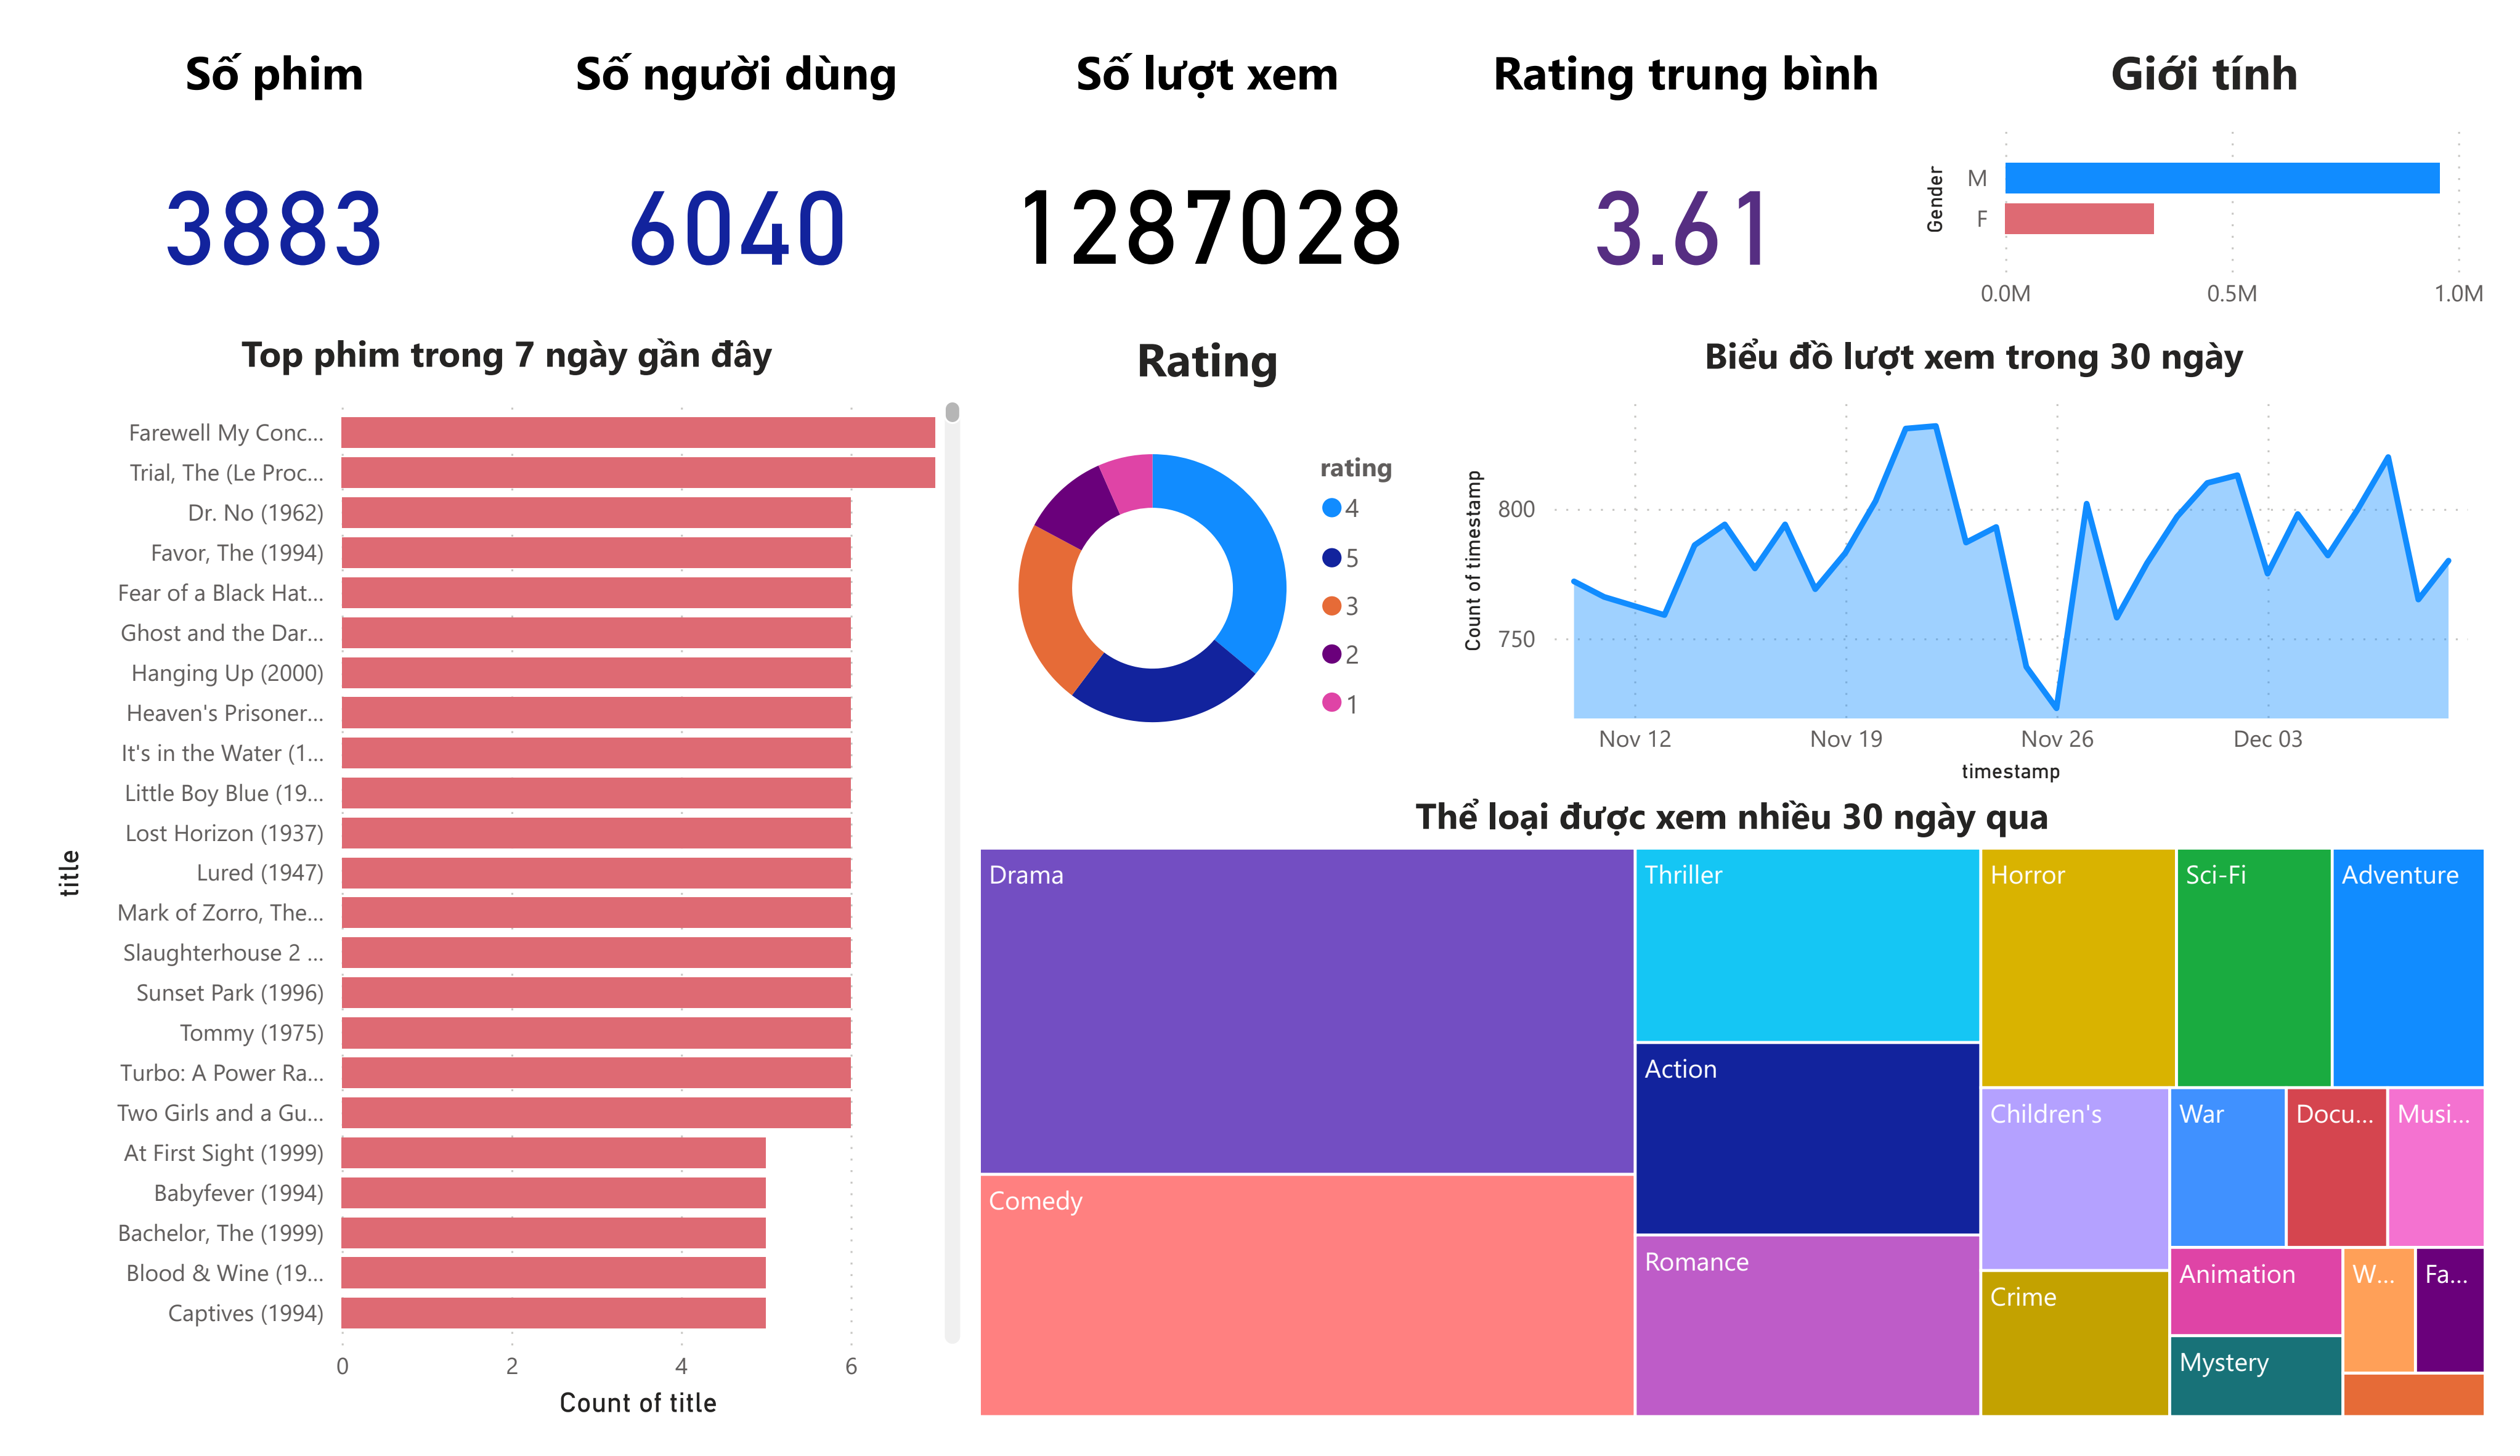 Số phim
Số người dùng
Số lượt xem
Rating trung bình
Giới tính
3883
6040
1287028
3.61
Gender
M
F
0.0M
0.5M
1.0M
Top phim trong 7 ngày gần đây
title
Farewell My Conc...
Trial, The (Le Proc...
Dr. No (1962)
Favor, The (1994)
Fear of a Black Hat...
Ghost and the Dar...
Hanging Up (2000)
Heaven's Prisoner...
It's in the Water (1...
Little Boy Blue (19...
Lost Horizon (1937)
Lured (1947)
Mark of Zorro, The...
Slaughterhouse 2 ...
Sunset Park (1996)
Tommy (1975)
Turbo: A Power Ra...
Two Girls and a Gu...
At First Sight (1999)
Babyfever (1994)
Bachelor, The (1999)
Blood & Wine (19...
Captives (1994)
0
2
4
6
Count of title
Rating
rating
4
5
3
2
1
Biểu đồ lượt xem trong 30 ngày
Count of timestamp
800
750
Nov 12
Nov 19
Nov 26
Dec 03
timestamp
Thể loại được xem nhiều 30 ngày qua
Drama
Comedy
Thriller
Action
Romance
Horror
Sci-Fi
Adventure
Children's
War
Docu...
Musi...
Crime
Animation
W...
Fa...
Mystery